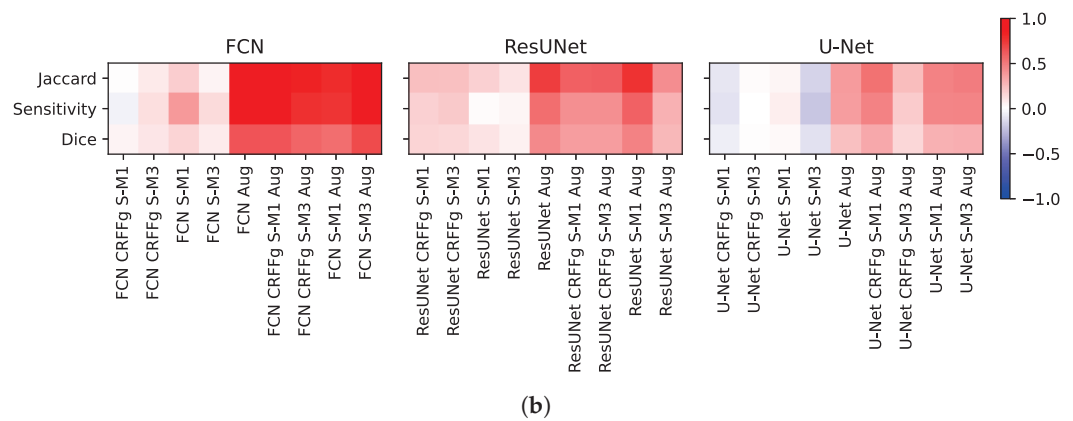 FCN
ResUNet
U-Net
Jaccard
Sensitivity
Dice
FCN CRFFg S-M1
FCN CRFFg S-M3
FCN S-M1
FCN S-M3
FCN Aug
FCN CRFFg S-M1 Aug
FCN CRFFg S-M3 Aug
FCN S-M1 Aug
FCN S-M3 Aug
ResUNet CRFFg S-M1
ResUNet CRFFg S-M3
ResUNet S-M1
ResUNet S-M3
ResUNet Aug
ResUNet CRFFg S-M1 Aug
ResUNet CRFFg S-M3 Aug
ResUNet S-M1 Aug
ResUNet S-M3 Aug
U-Net CRFFg S-M1
U-Net CRFFg S-M3
U-Net S-M1
U-Net S-M3
U-Net Aug
U-Net CRFFg S-M1 Aug
U-Net CRFFg S-M3 Aug
U-Net S-M1 Aug
U-Net S-M3 Aug
1.0
0.5
0.0
−0.5
−1.0
(b)